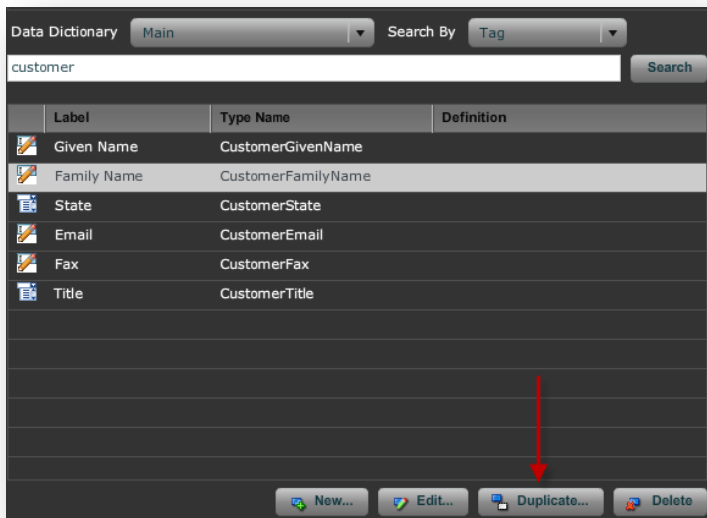 Data Dictionary Main Search By Tag
customer Search
Label Type Name Definition
Given Name CustomerGivenName
Family Name CustomerFamilyName
State CustomerState
Email CustomerEmail
Fax CustomerFax
Title CustomerTitle
New... Edit... Duplicate... Delete